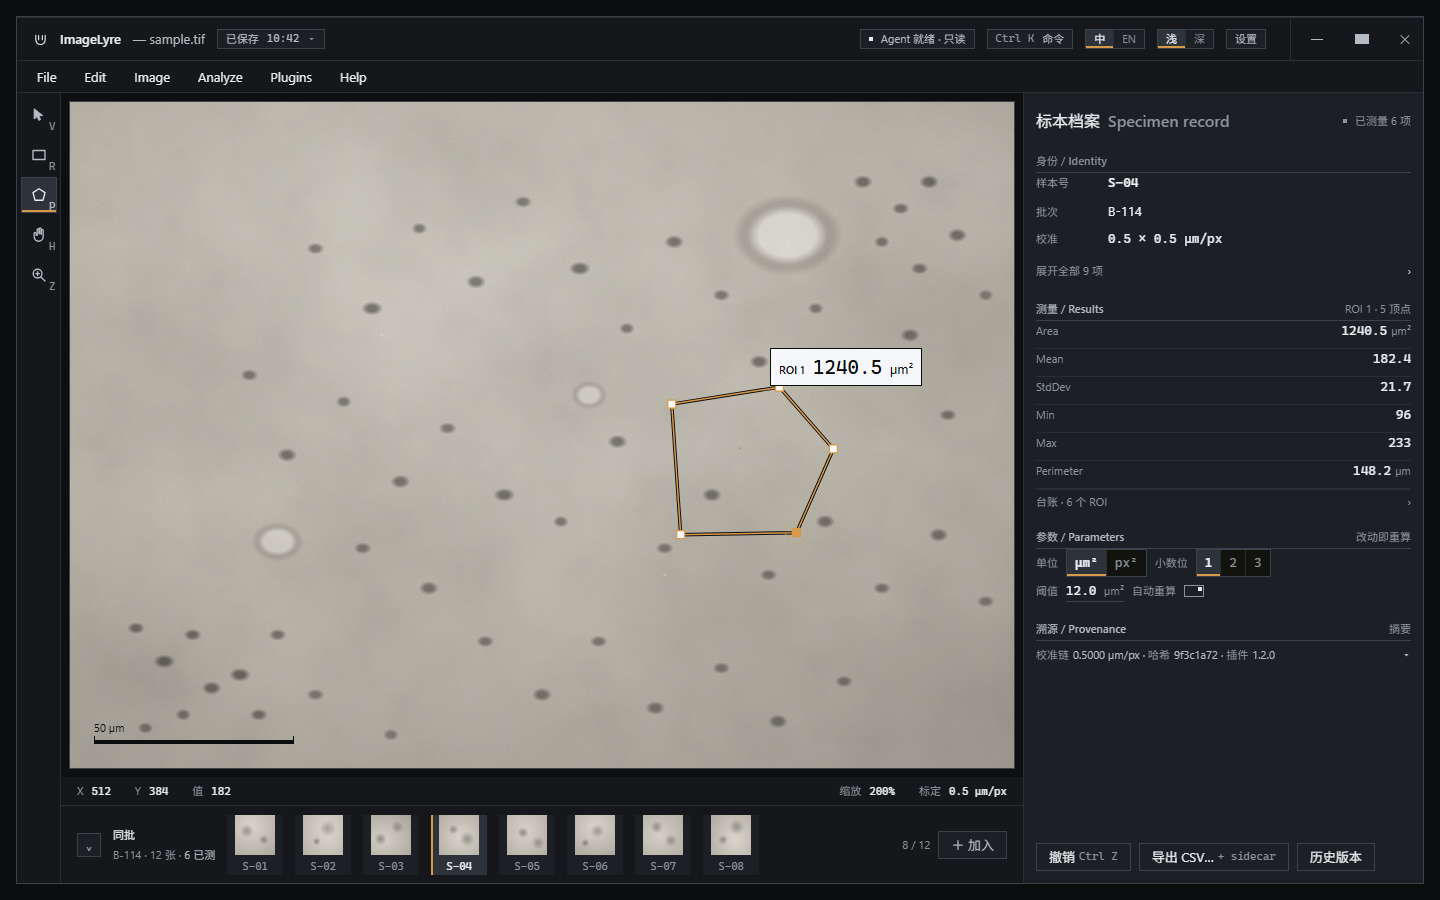 ImageLyre — sample.tif 已保存 10:42
Agent 就绪 · 只读 Ctrl K 命令 中 EN 浅 深 设置
File Edit Image Analyze Plugins Help
V
R
P
H
Z
ROI 1 1240.5 µm²
50 µm
X 512 Y 384 值 182
缩放 200% 标定 0.5 µm/px
同批
B-114 · 12 张 · 6 已测
S-01 S-02 S-03 S-04 S-05 S-06 S-07 S-08
8 / 12 + 加入
标本档案 Specimen record 已测量 6 项
身份 / Identity
样本号 S-04
批次 B-114
校准 0.5 × 0.5 µm/px
展开全部 9 项 ›
测量 / Results ROI 1 · 5 顶点
Area 1240.5 µm²
Mean 182.4
StdDev 21.7
Min 96
Max 233
Perimeter 148.2 µm
台账 · 6 个 ROI ›
参数 / Parameters 改动即重算
单位 µm² px² 小数位 1 2 3
阈值 12.0 µm² 自动重算
溯源 / Provenance 摘要
校准链 0.5000 µm/px · 哈希 9f3c1a72 · 插件 1.2.0
撤销 Ctrl Z 导出 CSV... + sidecar 历史版本